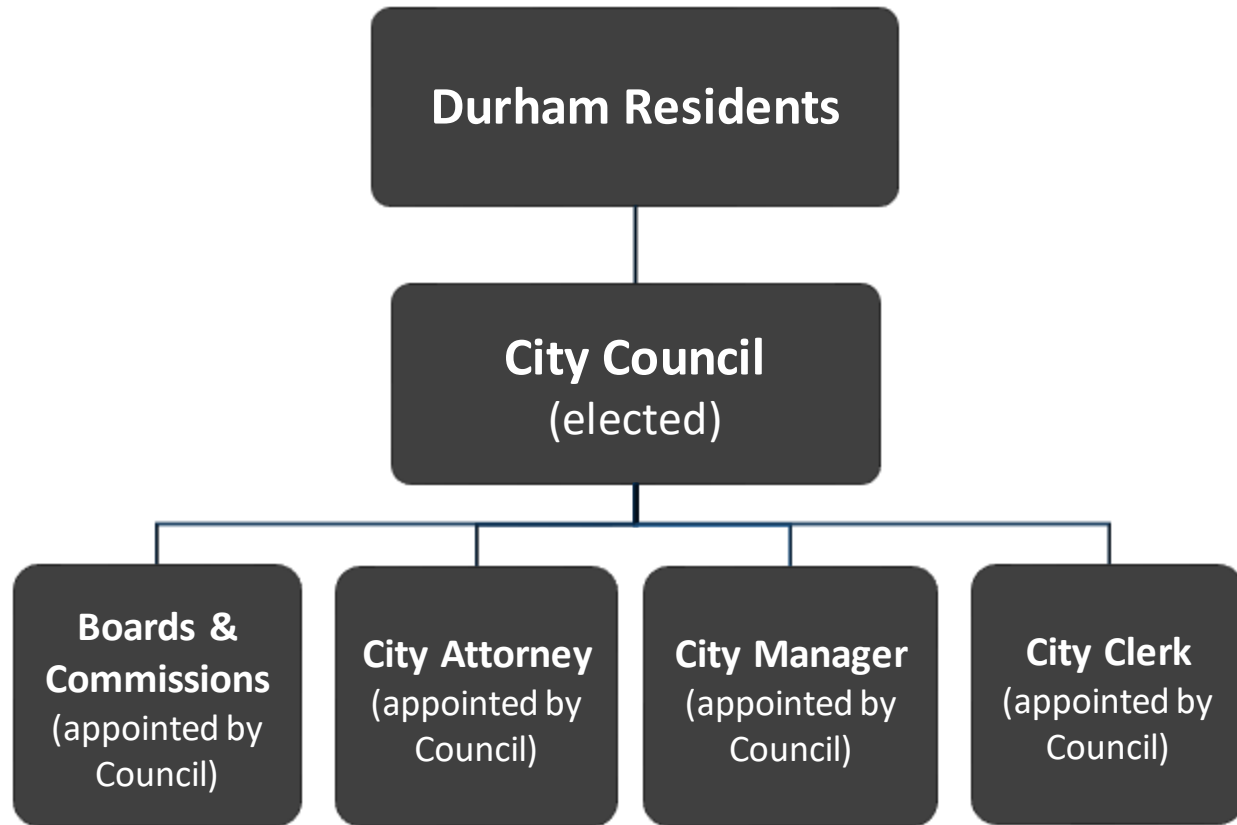 Durham Residents
City Council
(elected)
Boards &
Commissions
(appointed by
Council)
City Attorney
(appointed by
Council)
City Manager
(appointed by
Council)
City Clerk
(appointed by
Council)